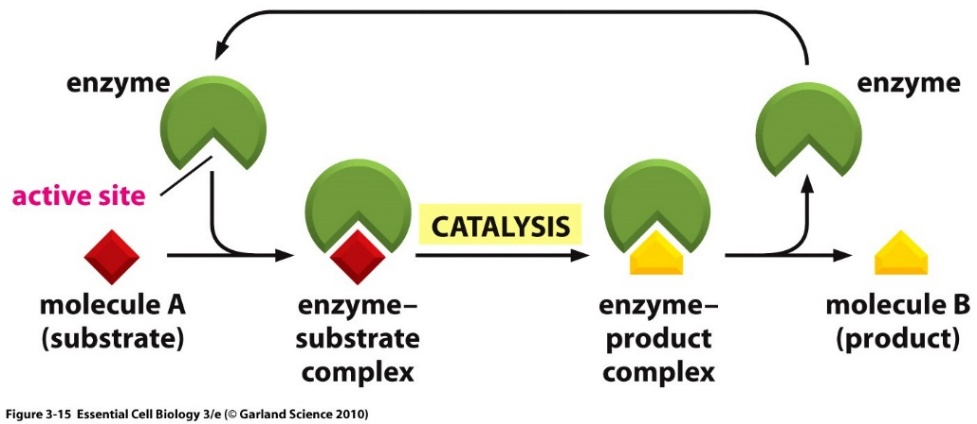 enzyme
enzyme
active site
CATALYSIS
molecule A
(substrate)
enzyme–
substrate
complex
enzyme–
product
complex
molecule B
(product)
Figure 3-15 Essential Cell Biology 3/e (© Garland Science 2010)